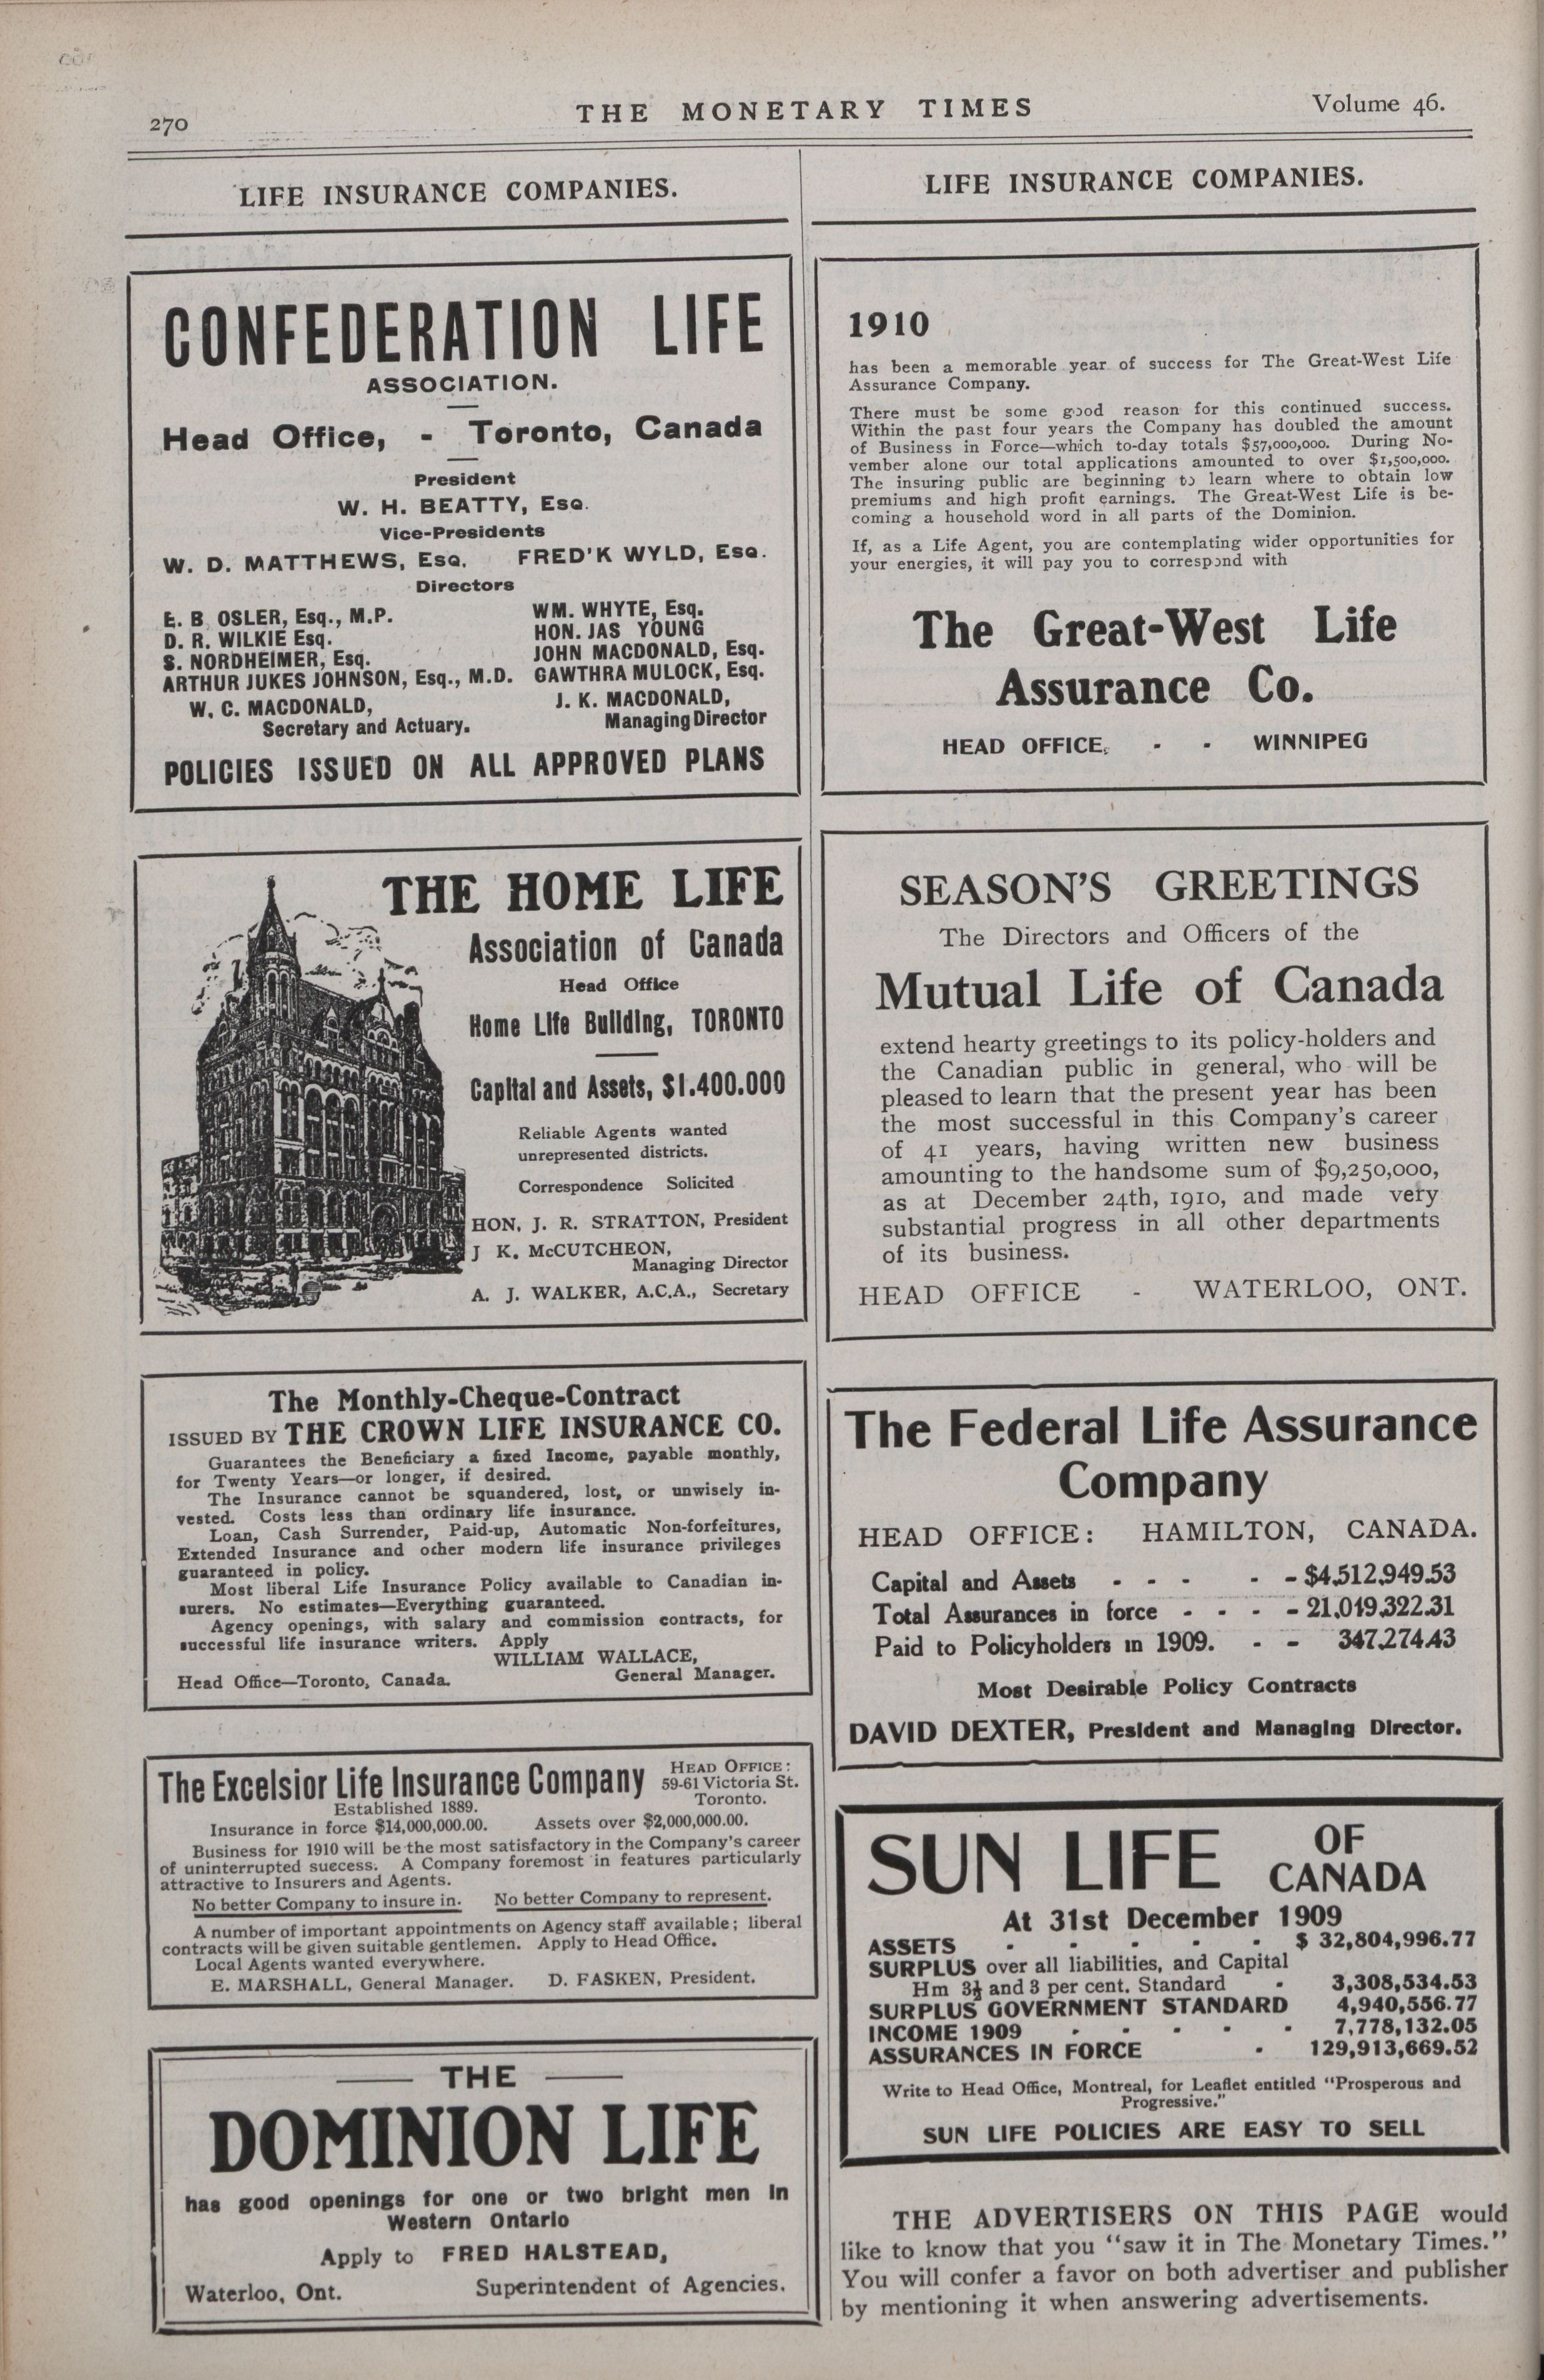 270
THE MONETARY TIMES
Volume 46.
LIFE INSURANCE COMPANIES.
CONFEDERATION LIFE
ASSOCIATION.
Head Office, - Toronto, Canada
President
W. H. BEATTY, Esq.
Vice-Presidents
W. D. MATTHEWS, Esq. FRED'K WYLD, Esq.
Directors
E. B. OSLER, Esq., M.P. WM. WHYTE, Esq.
D. R. WILKIE Esq. HON. JAS YOUNG
S. NORDHEIMER, Esq. JOHN MACDONALD, Esq.
ARTHUR JUKES JOHNSON, Esq., M.D. GAWTHRA MULOCK, Esq.
W. C. MACDONALD, J. K. MACDONALD,
Secretary and Actuary. Managing Director
POLICIES ISSUED ON ALL APPROVED PLANS
THE HOME LIFE
Association of Canada
Head Office
Home Life Building, TORONTO
Capital and Assets, $1.400.000
Reliable Agents wanted
unrepresented districts.
Correspondence Solicited
HON. J. R. STRATTON, President
J K. McCUTCHEON,
Managing Director
A. J. WALKER, A.C.A., Secretary
The Monthly-Cheque-Contract
ISSUED BY THE CROWN LIFE INSURANCE CO.
Guarantees the Beneficiary a fixed Income, payable monthly,
for Twenty Years—or longer, if desired.
The Insurance cannot be squandered, lost, or unwisely in-
vested. Costs less than ordinary life insurance.
Loan, Cash Surrender, Paid-up, Automatic Non-forfeitures,
Extended Insurance and other modern life insurance privileges
guaranteed in policy.
Most liberal Life Insurance Policy available to Canadian in-
surers. No estimates—Everything guaranteed.
Agency openings, with salary and commission contracts, for
successful life insurance writers. Apply
WILLIAM WALLACE,
Head Office—Toronto, Canada. General Manager.
The Excelsior Life Insurance Company
HEAD OFFICE:
59-61 Victoria St.
Toronto.
Established 1889.
Insurance in force $14,000,000.00. Assets over $2,000,000.00.
Business for 1910 will be the most satisfactory in the Company's career
of uninterrupted success. A Company foremost in features particularly
attractive to Insurers and Agents.
No better Company to insure in. No better Company to represent.
A number of important appointments on Agency staff available; liberal
contracts will be given suitable gentlemen. Apply to Head Office.
Local Agents wanted everywhere.
E. MARSHALL, General Manager. D. FASKEN, President.
THE
DOMINION LIFE
has good openings for one or two bright men in
Western Ontario
Apply to FRED HALSTEAD,
Waterloo, Ont. Superintendent of Agencies.
LIFE INSURANCE COMPANIES.
1910
has been a memorable year of success for The Great-West Life
Assurance Company.
There must be some good reason for this continued success.
Within the past four years the Company has doubled the amount
of Business in Force—which to-day totals $57,000,000. During No-
vember alone our total applications amounted to over $1,500,000.
The insuring public are beginning to learn where to obtain low
premiums and high profit earnings. The Great-West Life is be-
coming a household word in all parts of the Dominion.
If, as a Life Agent, you are contemplating wider opportunities for
your energies, it will pay you to correspond with
The Great-West Life
Assurance Co.
HEAD OFFICE, - - WINNIPEG
SEASON'S GREETINGS
The Directors and Officers of the
Mutual Life of Canada
extend hearty greetings to its policy-holders and
the Canadian public in general, who will be
pleased to learn that the present year has been
the most successful in this Company's career
of 41 years, having written new business
amounting to the handsome sum of $9,250,000,
as at December 24th, 1910, and made very
substantial progress in all other departments
of its business.
HEAD OFFICE - WATERLOO, ONT.
The Federal Life Assurance
Company
HEAD OFFICE: HAMILTON, CANADA.
Capital and Assets - - - - - $4,512,949.53
Total Assurances in force - - - - 21,019,322.31
Paid to Policyholders in 1909. - - 347,274.43
Most Desirable Policy Contracts
DAVID DEXTER, President and Managing Director.
SUN LIFE OF
CANADA
At 31st December 1909
ASSETS . . . . . $ 32,804,996.77
SURPLUS over all liabilities, and Capital
Hm 3½ and 3 per cent. Standard . 3,308,534.53
SURPLUS GOVERNMENT STANDARD 4,940,556.77
INCOME 1909 . . . . . 7,778,132.05
ASSURANCES IN FORCE . 129,913,669.52
Write to Head Office, Montreal, for Leaflet entitled "Prosperous and
Progressive."
SUN LIFE POLICIES ARE EASY TO SELL
THE ADVERTISERS ON THIS PAGE would
like to know that you "saw it in The Monetary Times."
You will confer a favor on both advertiser and publisher
by mentioning it when answering advertisements.